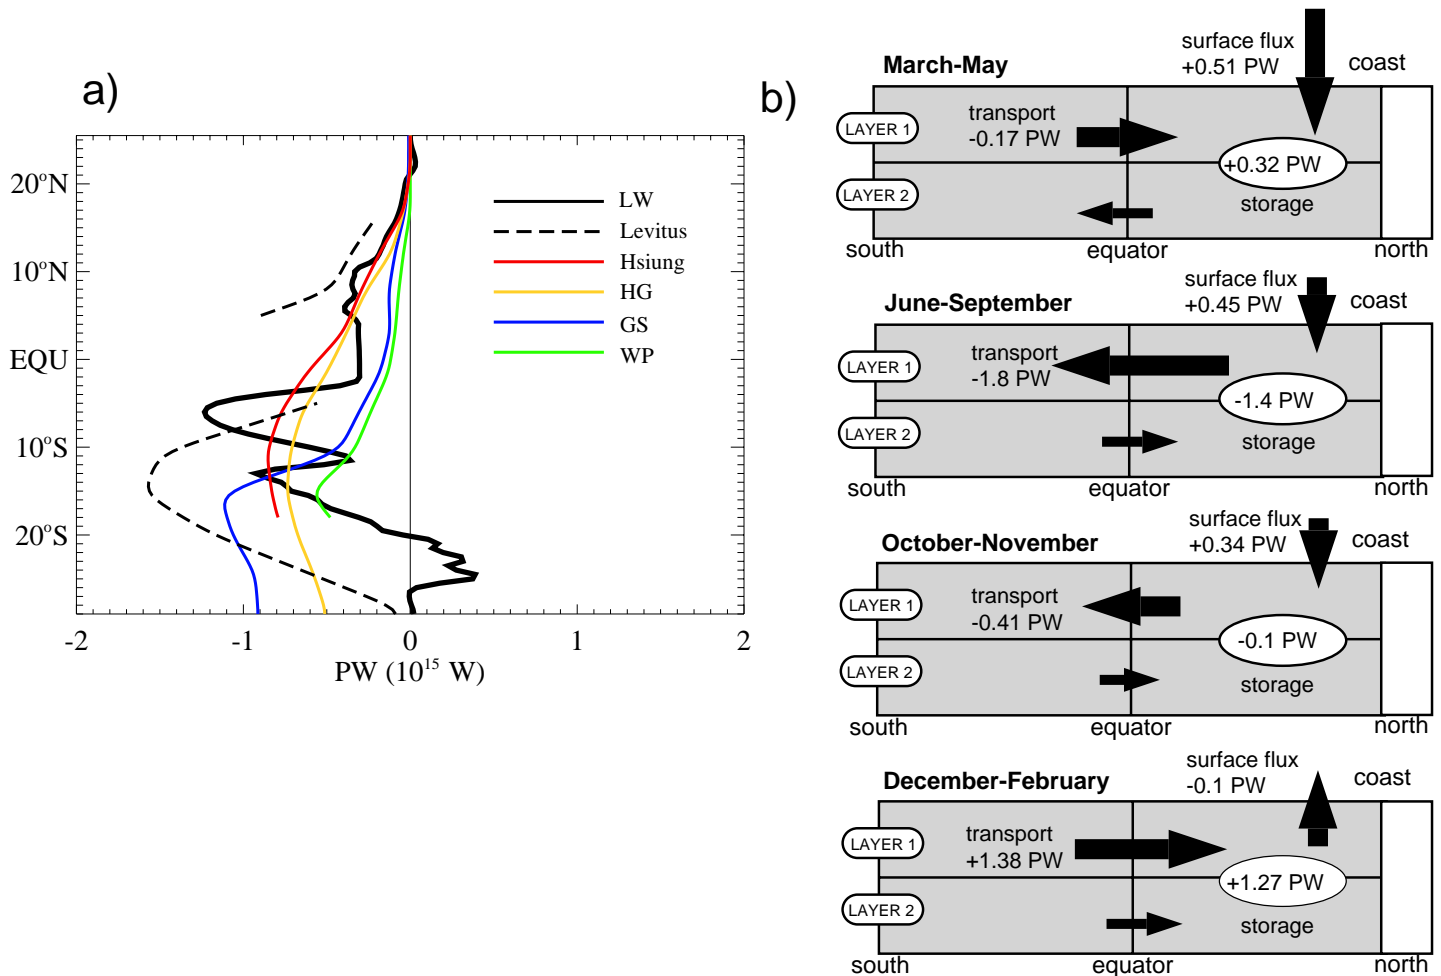 a)
20°N
10°N
EQU
10°S
20°S
-2
-1
0
1
2
PW (10¹⁵ W)
LW
Levitus
Hsiung
HG
GS
WP
b)
March-May
surface flux
+0.51 PW
coast
LAYER 1
transport
-0.17 PW
+0.32 PW
LAYER 2
storage
south
equator
north
June-September
surface flux
+0.45 PW
coast
LAYER 1
transport
-1.8 PW
-1.4 PW
LAYER 2
storage
south
equator
north
October-November
surface flux
+0.34 PW
coast
LAYER 1
transport
-0.41 PW
-0.1 PW
LAYER 2
storage
south
equator
north
December-February
surface flux
-0.1 PW
coast
LAYER 1
transport
+1.38 PW
+1.27 PW
LAYER 2
storage
south
equator
north